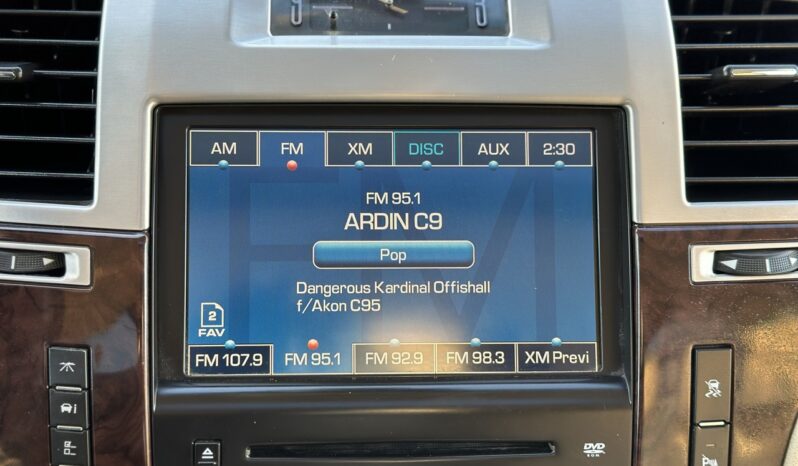 AM FM XM DISC AUX 2:30
FM 95.1
ARDIN C9
Pop
Dangerous Kardinal Offishall
f/Akon C95
2
FAV
FM 107.9 FM 95.1 FM 92.9 FM 98.3 XM Previ
i
DVD
ROM